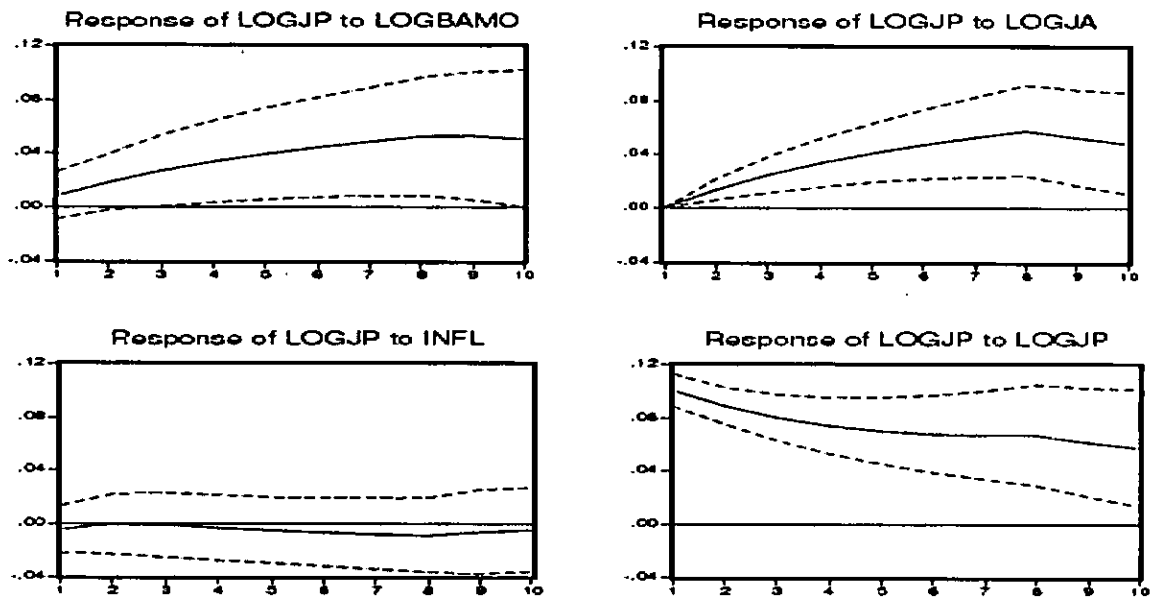 Response of LOGJP to LOGBAMO
.12
.08
.04
.00
-.04
1 2 3 4 5 6 7 8 9 10
Response of LOGJP to LOGJA
.12
.08
.04
.00
-.04
1 2 3 4 5 6 7 8 9 10
Response of LOGJP to INFL
.12
.08
.04
.00
-.04
1 2 3 4 5 6 7 8 9 10
Response of LOGJP to LOGJP
.12
.08
.04
.00
-.04
1 2 3 4 5 6 7 8 9 10